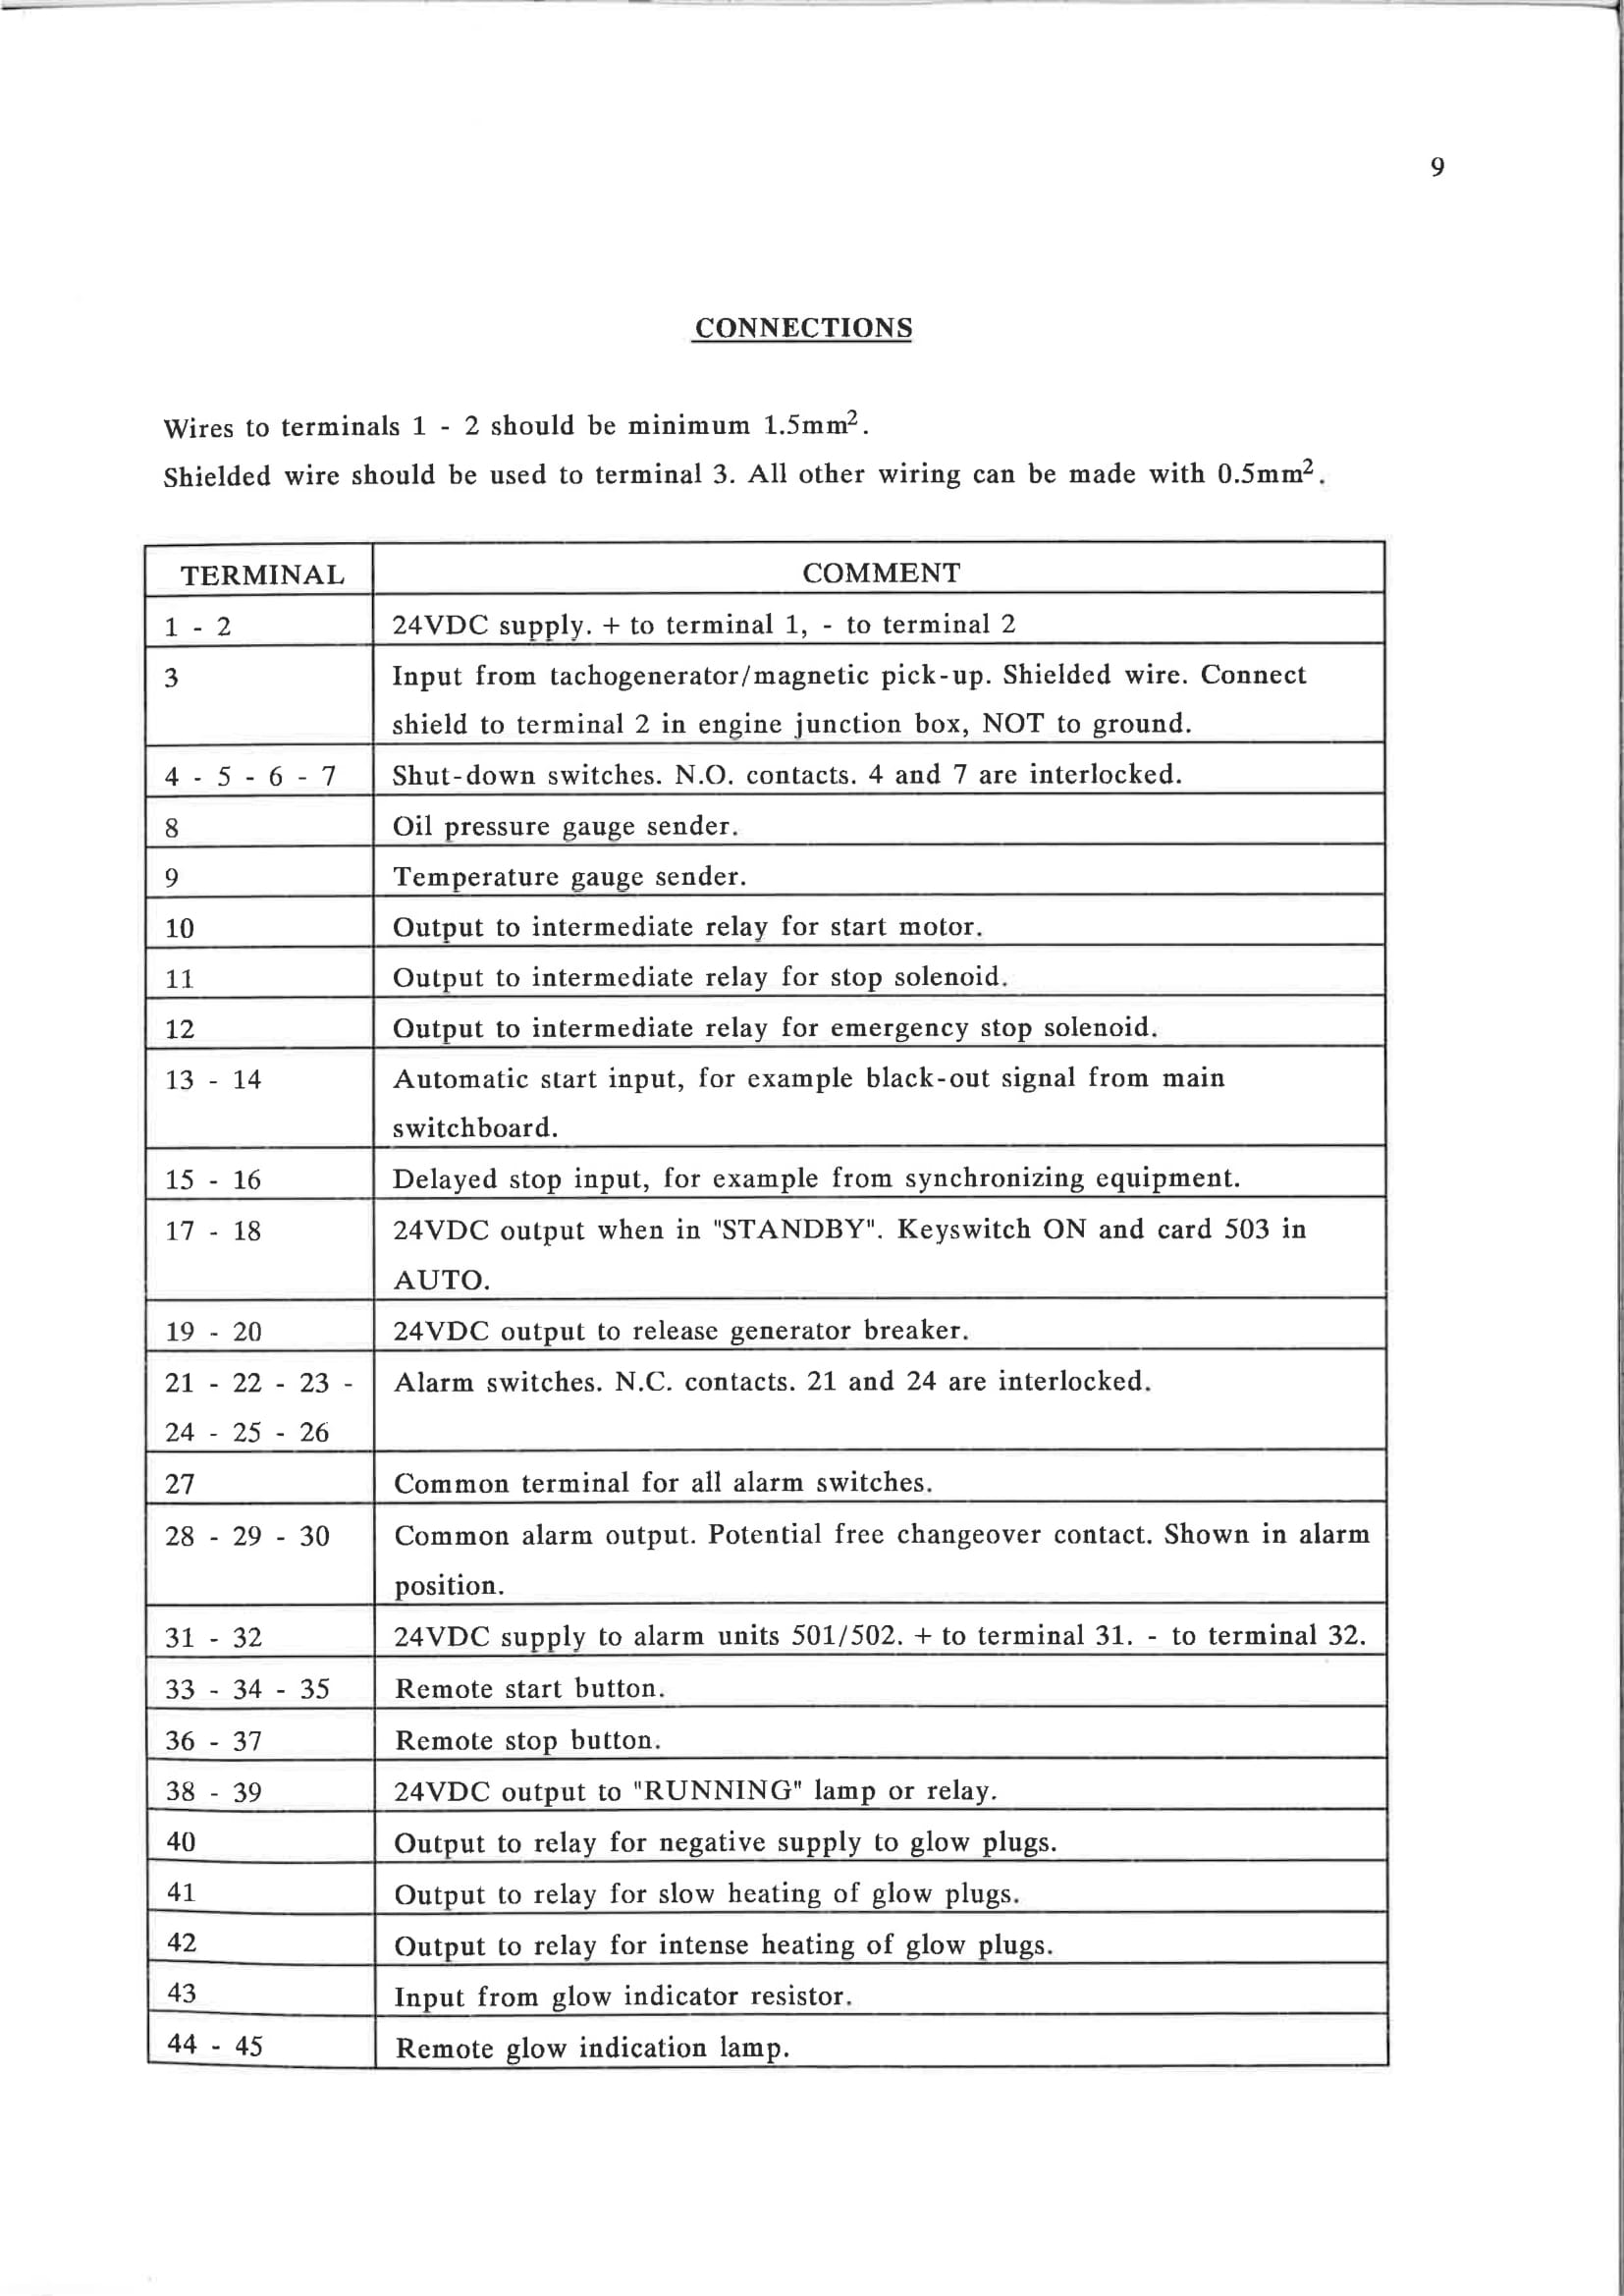 9
CONNECTIONS
Wires to terminals 1 - 2 should be minimum 1.5mm².
Shielded wire should be used to terminal 3. All other wiring can be made with 0.5mm².
TERMINAL COMMENT
1 - 2 24VDC supply. + to terminal 1, - to terminal 2
3 Input from tachogenerator/magnetic pick-up. Shielded wire. Connect
shield to terminal 2 in engine junction box, NOT to ground.
4 - 5 - 6 - 7 Shut-down switches. N.O. contacts. 4 and 7 are interlocked.
8 Oil pressure gauge sender.
9 Temperature gauge sender.
10 Output to intermediate relay for start motor.
11 Output to intermediate relay for stop solenoid.
12 Output to intermediate relay for emergency stop solenoid.
13 - 14 Automatic start input, for example black-out signal from main
switchboard.
15 - 16 Delayed stop input, for example from synchronizing equipment.
17 - 18 24VDC output when in "STANDBY". Keyswitch ON and card 503 in
AUTO.
19 - 20 24VDC output to release generator breaker.
21 - 22 - 23 - Alarm switches. N.C. contacts. 21 and 24 are interlocked.
24 - 25 - 26
27 Common terminal for all alarm switches.
28 - 29 - 30 Common alarm output. Potential free changeover contact. Shown in alarm
position.
31 - 32 24VDC supply to alarm units 501/502. + to terminal 31. - to terminal 32.
33 - 34 - 35 Remote start button.
36 - 37 Remote stop button.
38 - 39 24VDC output to "RUNNING" lamp or relay.
40 Output to relay for negative supply to glow plugs.
41 Output to relay for slow heating of glow plugs.
42 Output to relay for intense heating of glow plugs.
43 Input from glow indicator resistor.
44 - 45 Remote glow indication lamp.